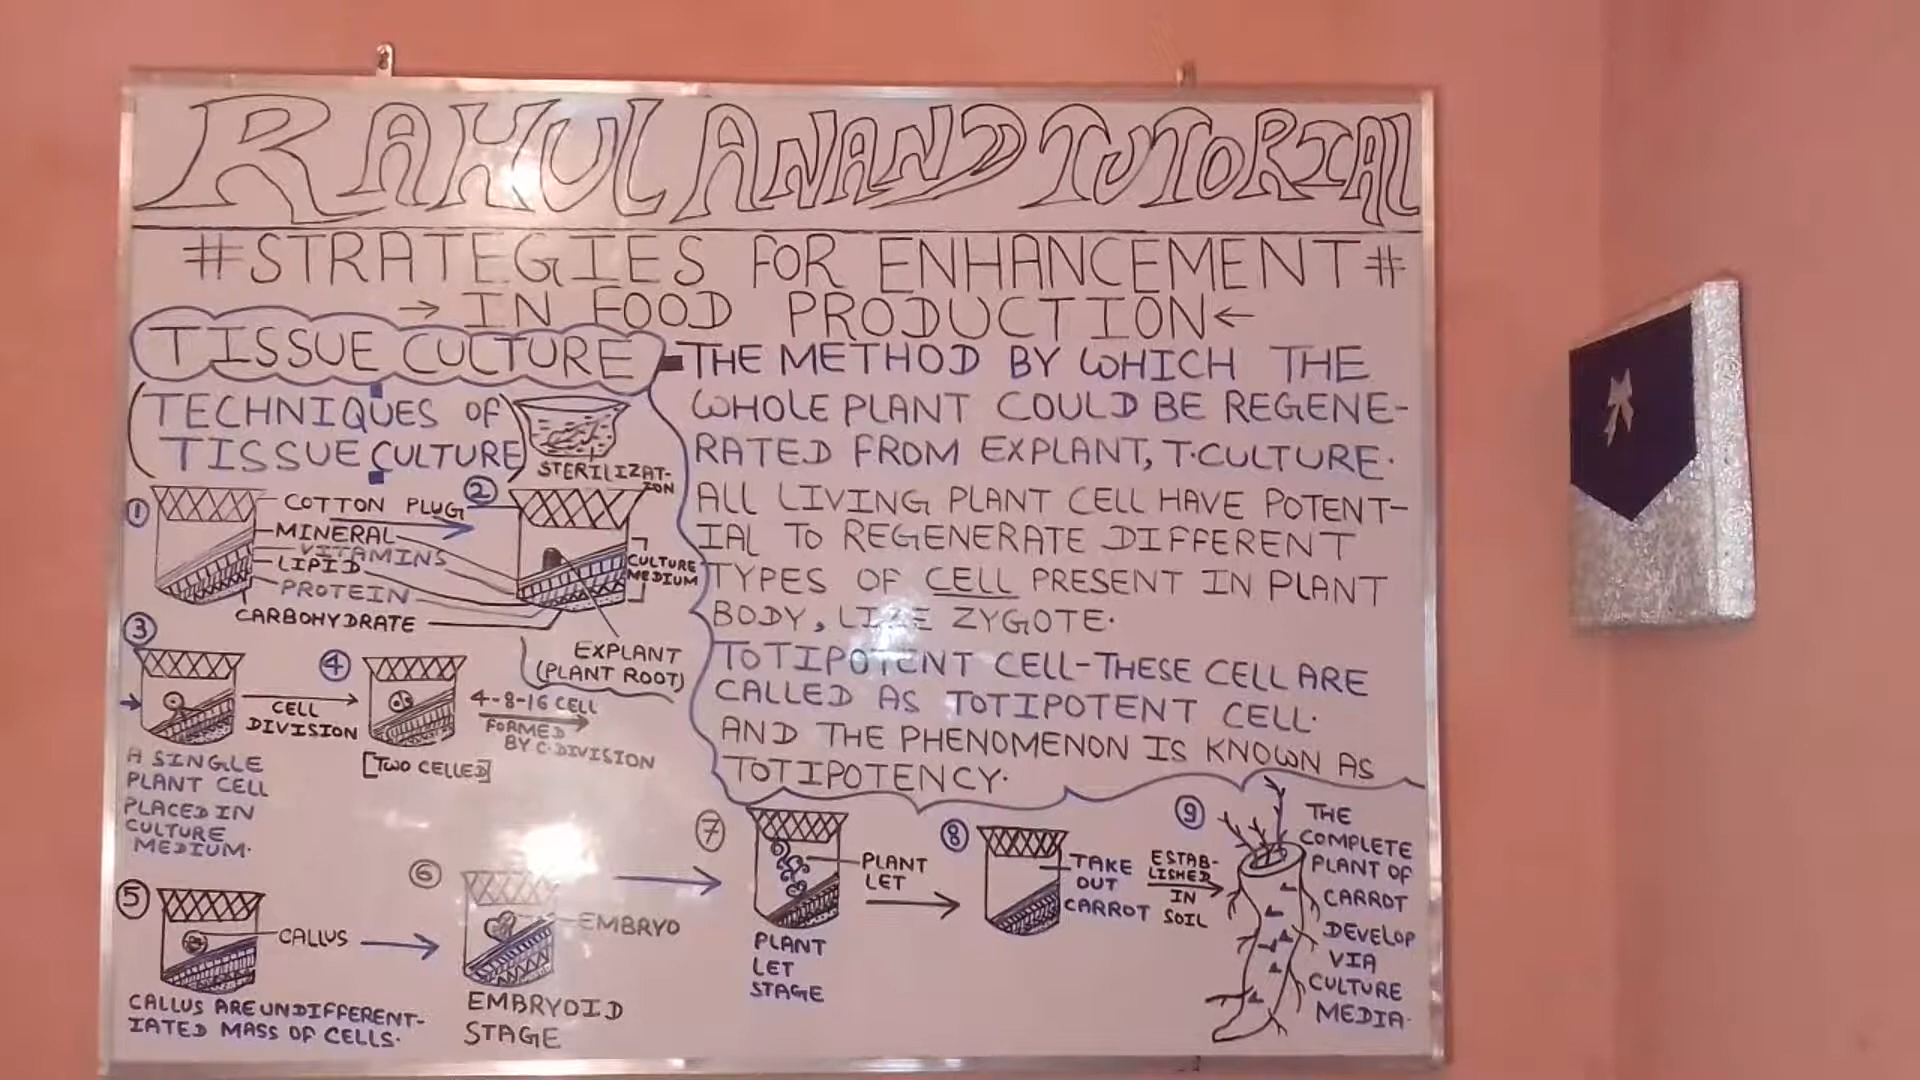 RAHUL ANAND TUTORIAL
#STRATEGIES FOR ENHANCEMENT#
→ IN FOOD PRODUCTION ←
TISSUE CULTURE
-THE METHOD BY WHICH THE
WHOLE PLANT COULD BE REGENE-
RATED FROM EXPLANT, T.CULTURE.
ALL LIVING PLANT CELL HAVE POTENT-
IAL TO REGENERATE DIFFERENT
TYPES OF CELL PRESENT IN PLANT
BODY, LIKE ZYGOTE.
TOTIPOTENT CELL-THESE CELL ARE
CALLED AS TOTIPOTENT CELL.
AND THE PHENOMENON IS KNOWN AS
TOTIPOTENCY.
(TECHNIQUES OF
TISSUE CULTURE)
STERILIZAT-
ION
1
COTTON PLUG
MINERAL
VITAMINS
LIPID
PROTEIN
CARBOHYDRATE
2
CULTURE
MEDIUM
EXPLANT
(PLANT ROOT)
3
A SINGLE
PLANT CELL
PLACED IN
CULTURE
MEDIUM.
CELL
DIVISION
4
[TWO CELLED]
4-8-16 CELL
FORMED
BY C.DIVISION
5
CALLUS
CALLUS ARE UNDIFFERENT-
IATED MASS OF CELLS.
6
EMBRYO
EMBRYOID
STAGE
7
PLANT
LET
PLANT
LET
STAGE
8
TAKE
OUT
CARROT
ESTAB-
LISHED
IN
SOIL
9
THE
COMPLETE
PLANT OF
CARROT
DEVELOP
VIA
CULTURE
MEDIA.